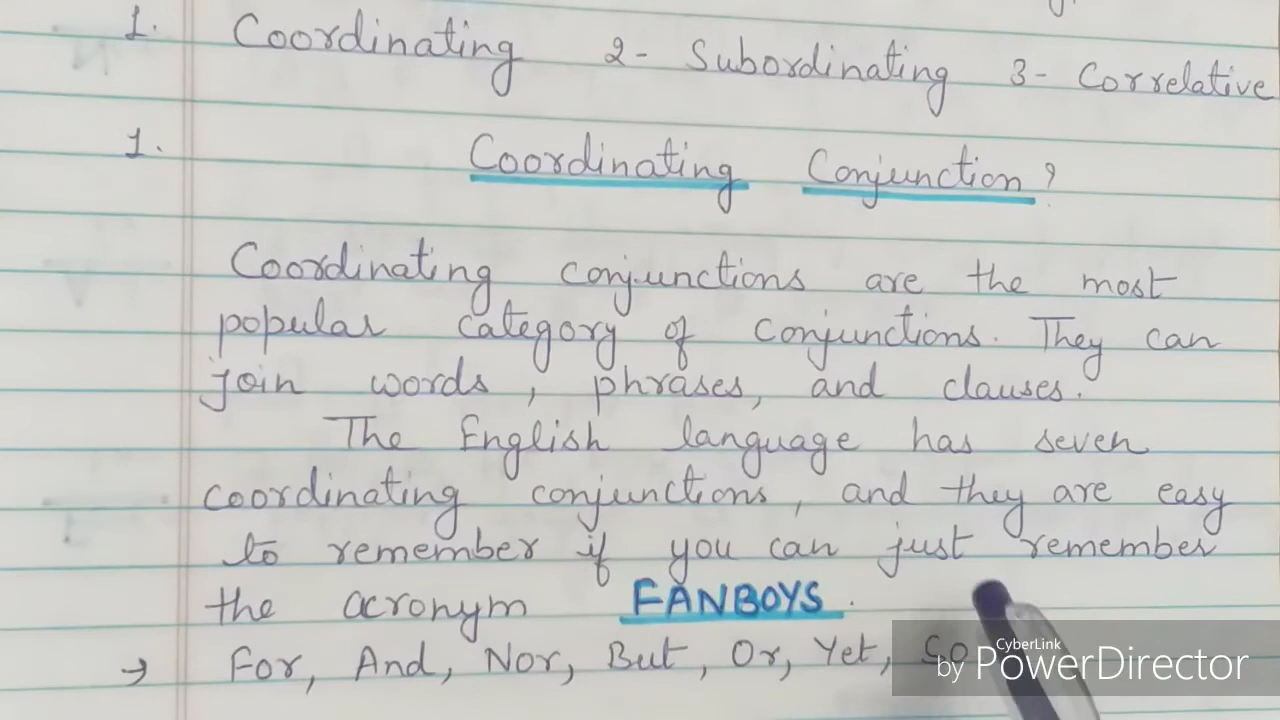 1. Coordinating 2- Subordinating 3- Correlative
1. Coordinating Conjunction?
Coordinating conjunctions are the most
popular category of conjunctions. They can
join words, phrases, and clauses.
The English language has seven
coordinating conjunctions, and they are easy
to remember if you can just remember
the acronym FANBOYS.
→ For, And, Nor, But, Or, Yet, So
CyberLink
by PowerDirector